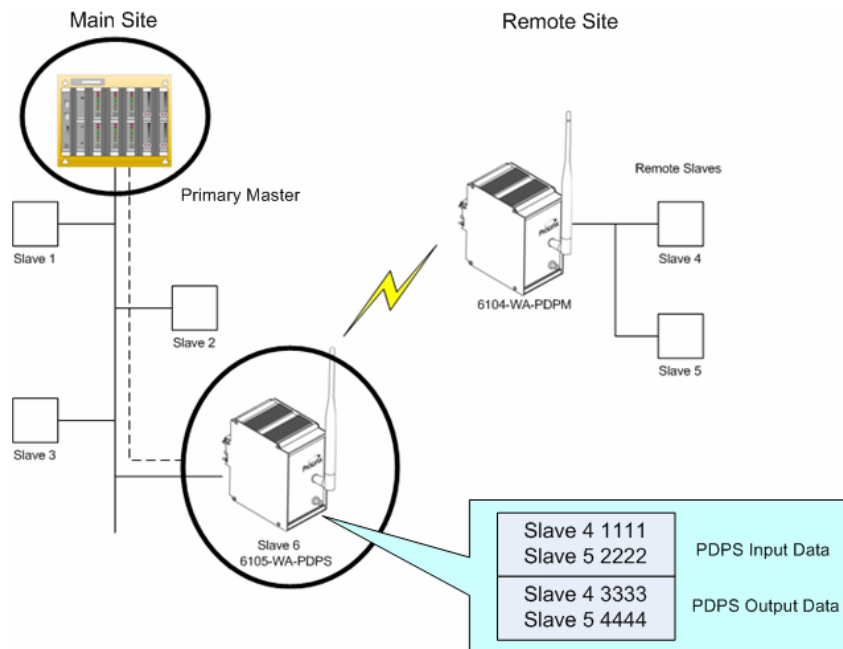 Main Site
Remote Site
Primary Master
Remote Slaves
Slave 1
Slave 2
Slave 3
Slave 4
Slave 5
6104-WA-PDPM
Slave 6
6105-WA-PDPS
Slave 4 1111
Slave 5 2222
PDPS Input Data
Slave 4 3333
Slave 5 4444
PDPS Output Data